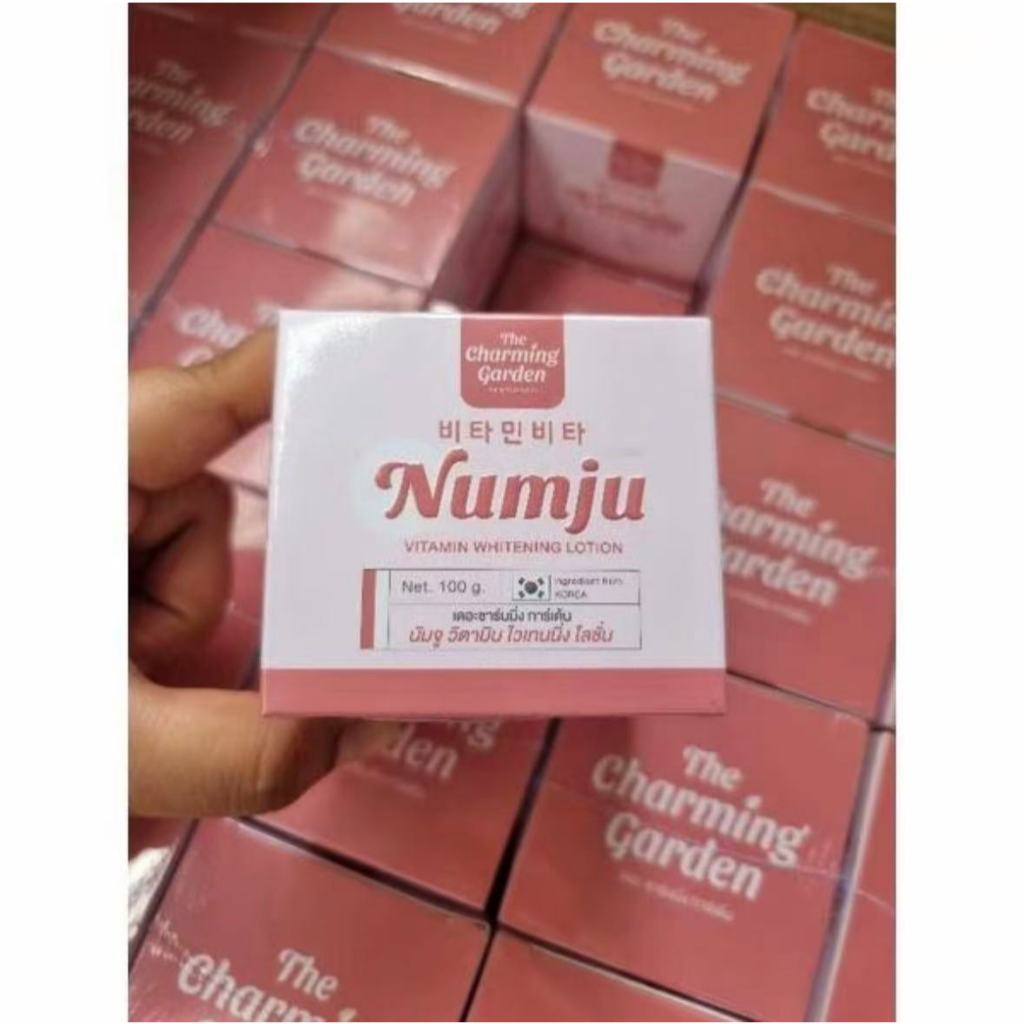 The
Charming
Garden
The
Charming
Garden
The
Charming
Garden
The
Charming
Garden
비타민비타
Numju
VITAMIN WHITENING LOTION
Net. 100 g.
Ingredient from
KOREA
เดอะชาร์มมิ่ง การ์เด้น
นัมจู วิตามิน ไวเทนนิ่ง โลชั่น
The
Charming
Garden
The
Charming